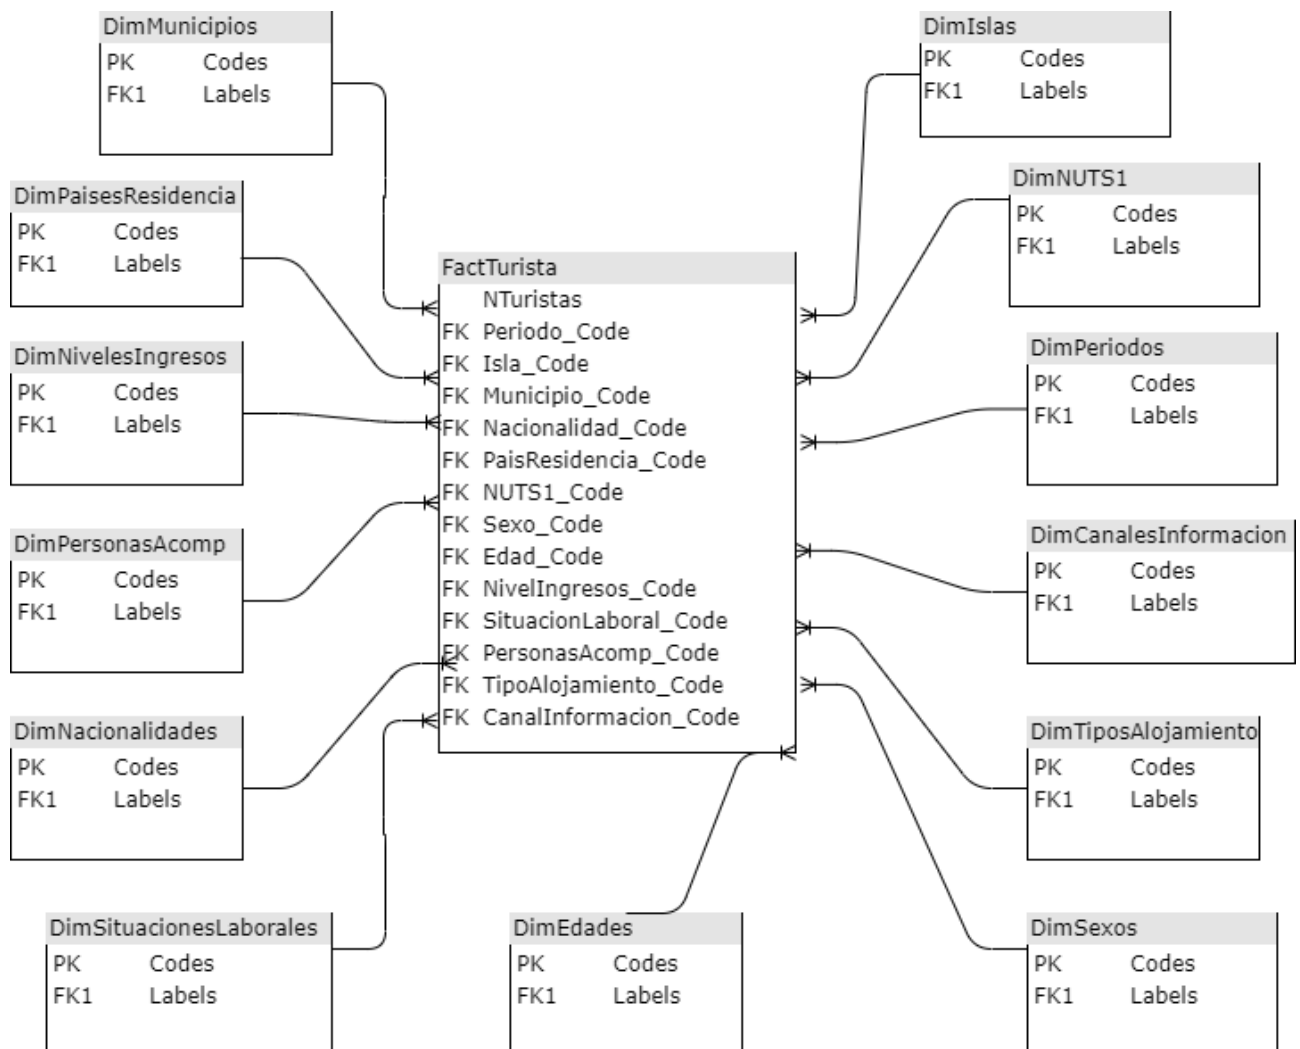 DimMunicipios
PK Codes
FK1 Labels
DimIslas
PK Codes
FK1 Labels
DimPaisesResidencia
PK Codes
FK1 Labels
DimNUTS1
PK Codes
FK1 Labels
FactTurista
NTuristas
FK Periodo_Code
FK Isla_Code
FK Municipio_Code
FK Nacionalidad_Code
FK PaisResidencia_Code
FK NUTS1_Code
FK Sexo_Code
FK Edad_Code
FK NivelIngresos_Code
FK SituacionLaboral_Code
FK PersonasAcomp_Code
FK TipoAlojamiento_Code
FK CanalInformacion_Code
DimNivelesIngresos
PK Codes
FK1 Labels
DimPeriodos
PK Codes
FK1 Labels
DimPersonasAcomp
PK Codes
FK1 Labels
DimCanalesInformacion
PK Codes
FK1 Labels
DimNacionalidades
PK Codes
FK1 Labels
DimTiposAlojamiento
PK Codes
FK1 Labels
DimSituacionesLaborales
PK Codes
FK1 Labels
DimEdades
PK Codes
FK1 Labels
DimSexos
PK Codes
FK1 Labels